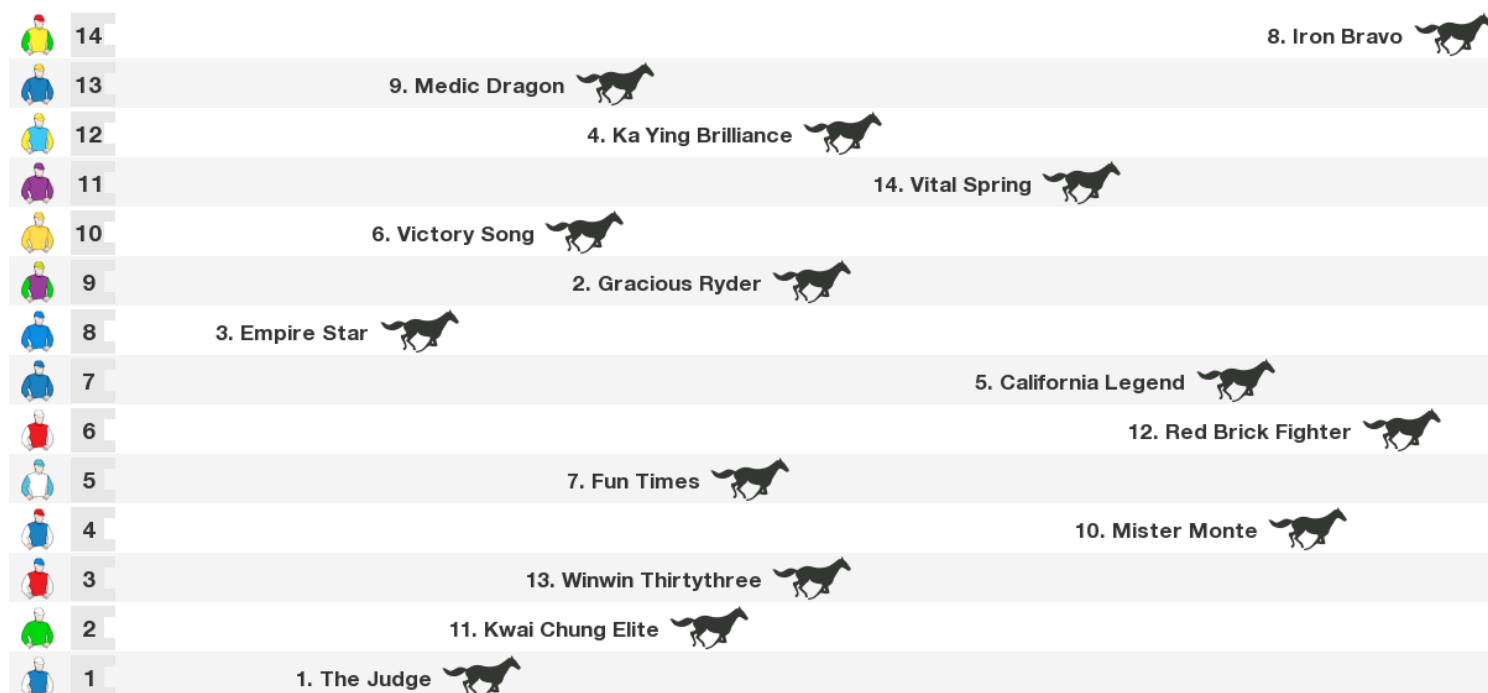 14 8. Iron Bravo
13 9. Medic Dragon
12 4. Ka Ying Brilliance
11 14. Vital Spring
10 6. Victory Song
9 2. Gracious Ryder
8 3. Empire Star
7 5. California Legend
6 12. Red Brick Fighter
5 7. Fun Times
4 10. Mister Monte
3 13. Winwin Thirtythree
2 11. Kwai Chung Elite
1 1. The Judge